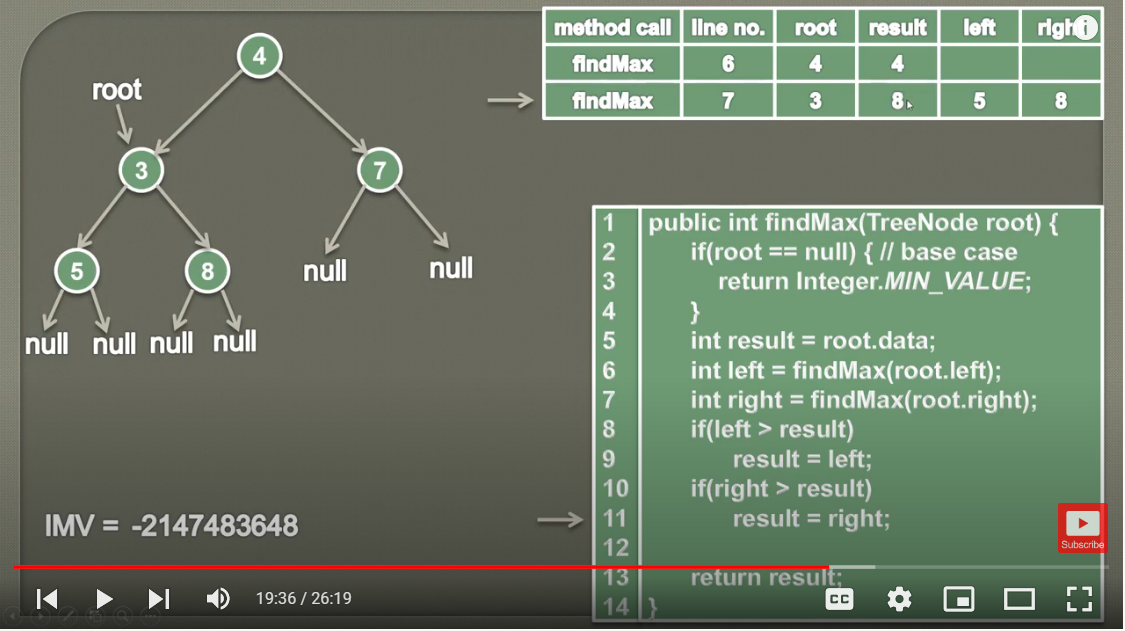 method call line no. root result left right
findMax 6 4 4
findMax 7 3 8 5 8
4
root
3 7
5 8 null null
null null null null
1 public int findMax(TreeNode root) {
2 if(root == null) { // base case
3 return Integer.MIN_VALUE;
4 }
5 int result = root.data;
6 int left = findMax(root.left);
7 int right = findMax(root.right);
8 if(left > result)
9 result = left;
10 if(right > result)
11 result = right;
12
13 return result;
14 }
IMV = -2147483648
Subscribe
19:36 / 26:19
CC